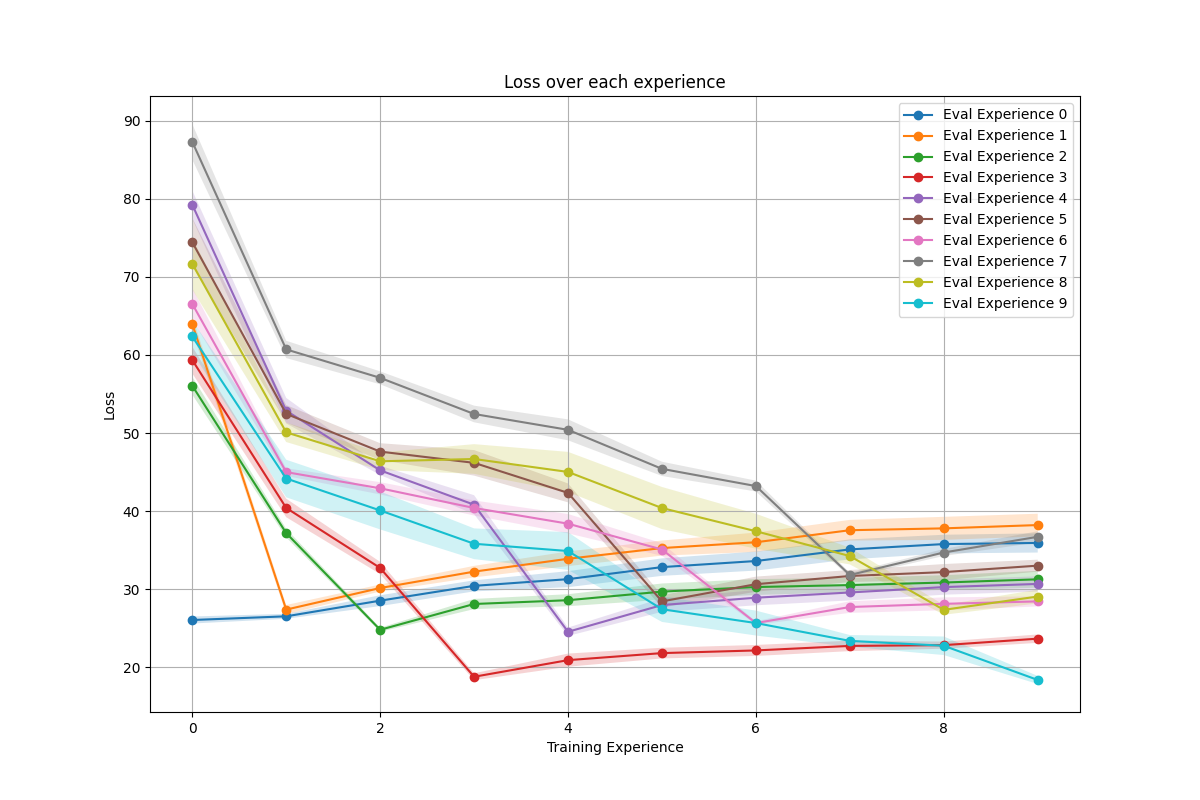 Loss over each experience
90
80
70
60
50
40
30
20
Loss
0
2
4
6
8
Training Experience
Eval Experience 0
Eval Experience 1
Eval Experience 2
Eval Experience 3
Eval Experience 4
Eval Experience 5
Eval Experience 6
Eval Experience 7
Eval Experience 8
Eval Experience 9